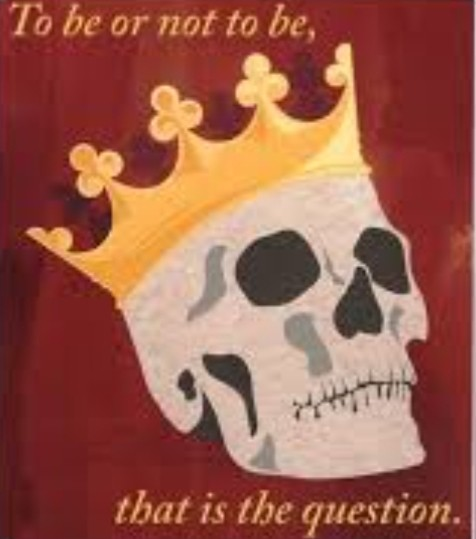 To be or not to be,
that is the question.